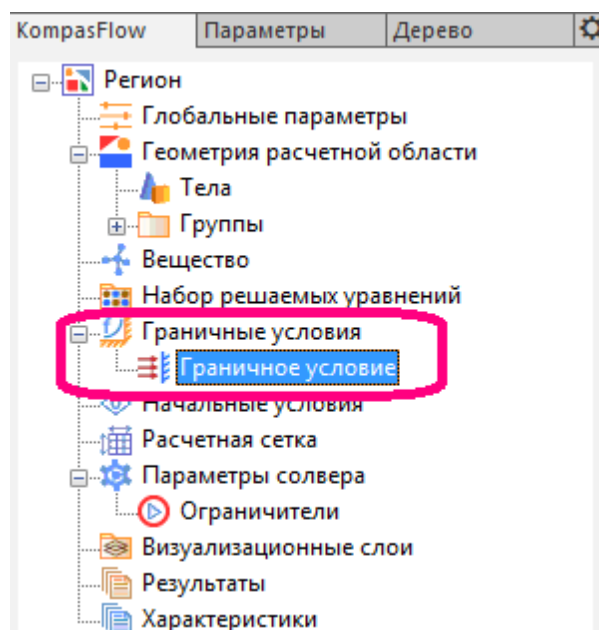 KompasFlow Параметры Дерево
Регион
Глобальные параметры
Геометрия расчетной области
Тела
Группы
Вещество
Набор решаемых уравнений
Граничные условия
Граничное условие
Начальные условия
Расчетная сетка
Параметры солвера
Ограничители
Визуализационные слои
Результаты
Характеристики